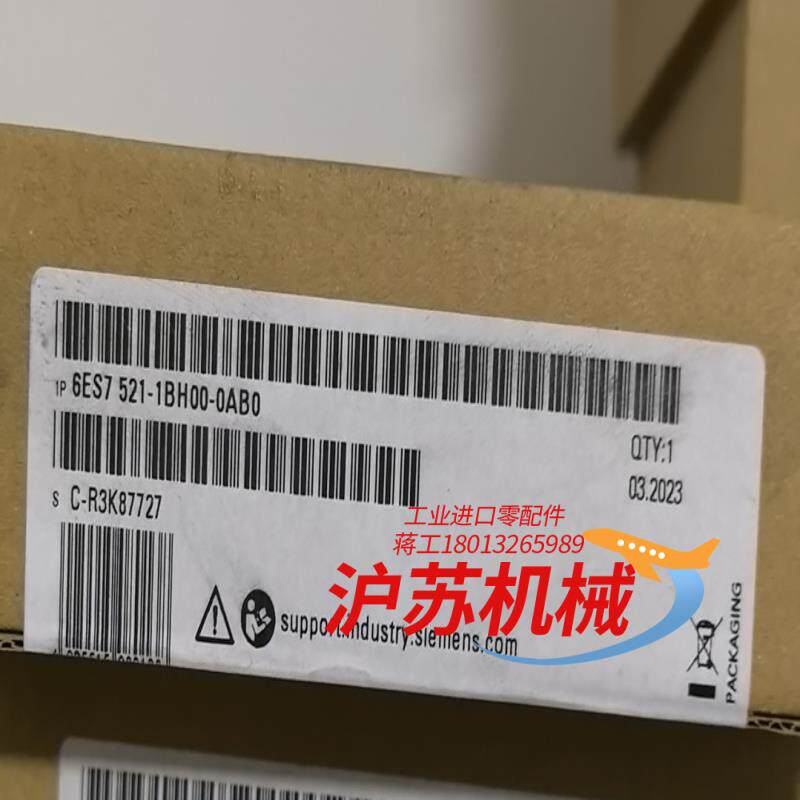 1P 6ES7 521-1BH00-0AB0
QTY:1
03.2023
S C-R3K87727
工业进口零配件
蒋工18013265989
沪苏机械
support.industry.siemens.com
PACKAGING